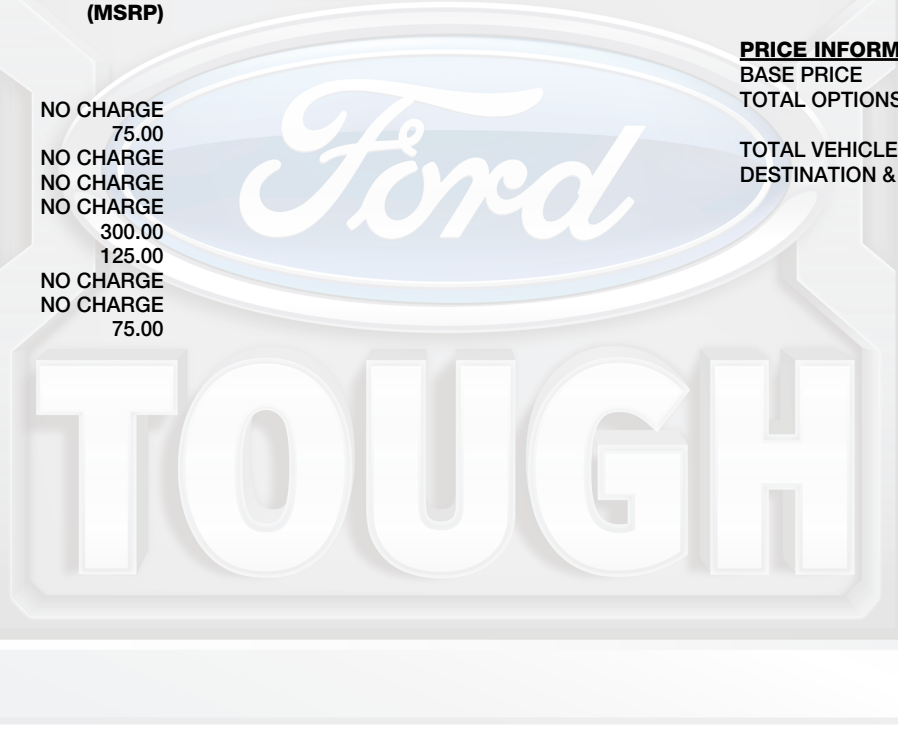 (MSRP)
NO CHARGE
75.00
NO CHARGE
NO CHARGE
NO CHARGE
300.00
125.00
NO CHARGE
NO CHARGE
75.00
PRICE INFORM
BASE PRICE
TOTAL OPTIONS
TOTAL VEHICLE
DESTINATION &
Ford
TOUGH